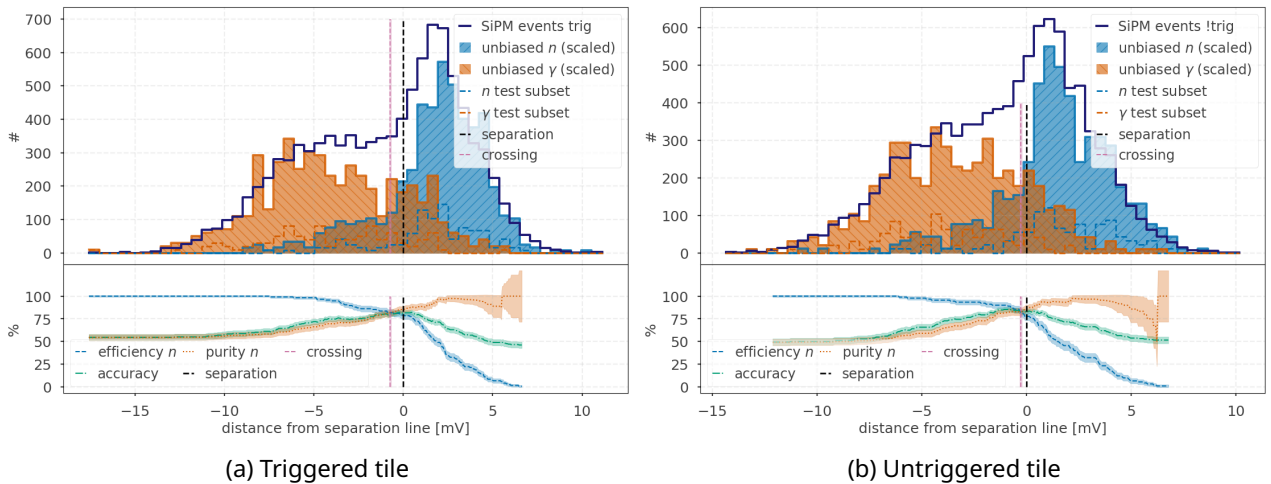 700
600
500
400
300
200
100
0
#
SiPM events trig
unbiased n (scaled)
unbiased γ (scaled)
n test subset
γ test subset
separation
crossing
100
75
50
25
0
%
efficiency n
purity n
crossing
accuracy
separation
−15
−10
−5
0
5
10
distance from separation line [mV]
(a) Triggered tile
600
500
400
300
200
100
0
#
SiPM events !trig
unbiased n (scaled)
unbiased γ (scaled)
n test subset
γ test subset
separation
crossing
100
75
50
25
0
%
efficiency n
purity n
crossing
accuracy
separation
−15
−10
−5
0
5
10
distance from separation line [mV]
(b) Untriggered tile